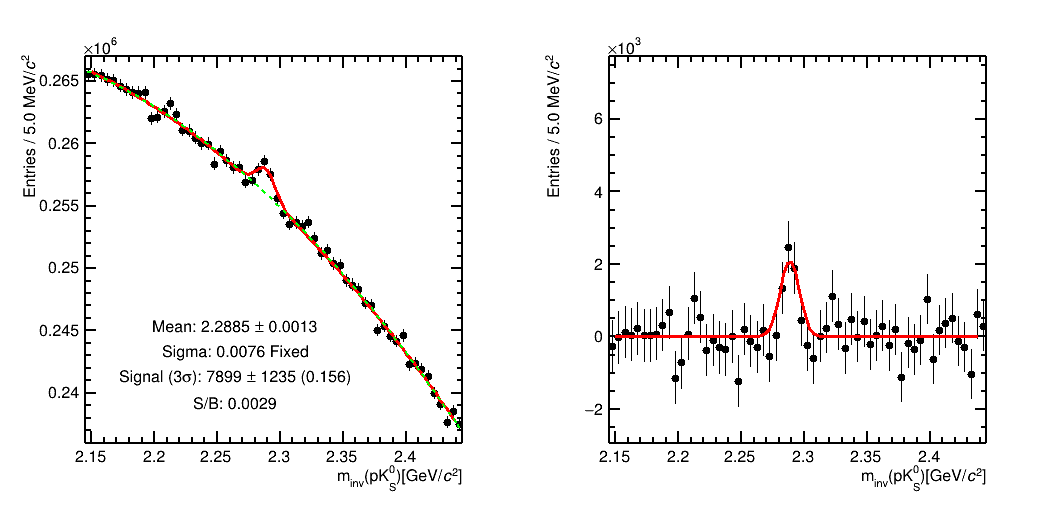 ×10⁶
Entries / 5.0 MeV/c²
0.265
0.26
0.255
0.25
0.245
0.24
Mean: 2.2885 ± 0.0013
Sigma: 0.0076 Fixed
Signal (3σ): 7899 ± 1235 (0.156)
S/B: 0.0029
2.15 2.2 2.25 2.3 2.35 2.4
m_inv(pK_S^0)[GeV/c²]
×10³
Entries / 5.0 MeV/c²
6
4
2
0
−2
2.15 2.2 2.25 2.3 2.35 2.4
m_inv(pK_S^0)[GeV/c²]